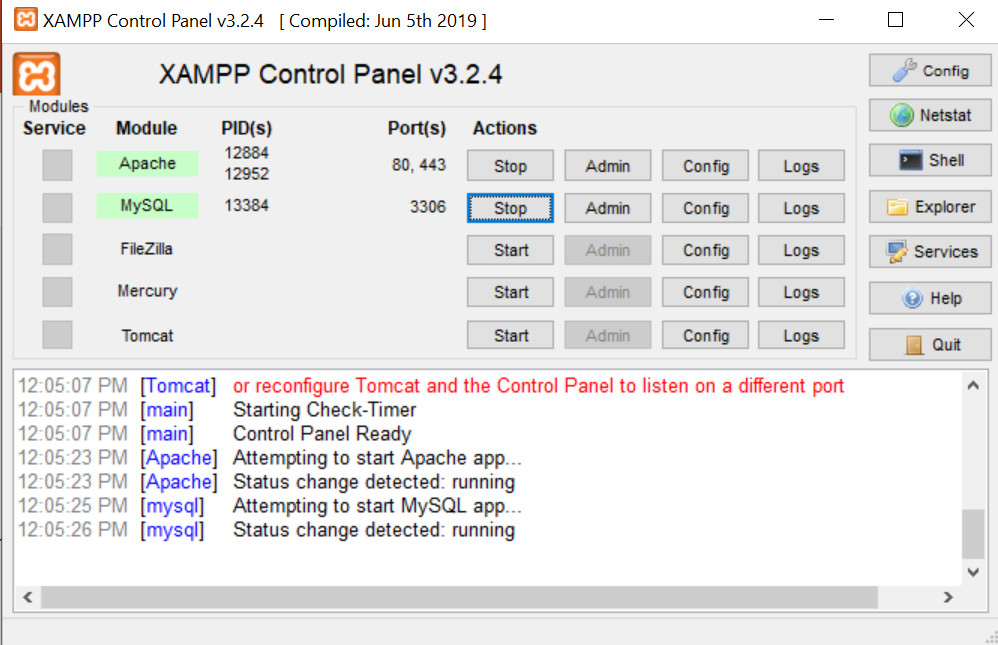 XAMPP Control Panel v3.2.4 [ Compiled: Jun 5th 2019 ]
XAMPP Control Panel v3.2.4
Config
Modules
Service Module PID(s) Port(s) Actions
Netstat
Apache 12884 12952 80, 443 Stop Admin Config Logs
Shell
MySQL 13384 3306 Stop Admin Config Logs
Explorer
FileZilla Start Admin Config Logs
Services
Mercury Start Admin Config Logs
Help
Tomcat Start Admin Config Logs
Quit
12:05:07 PM [Tomcat] or reconfigure Tomcat and the Control Panel to listen on a different port
12:05:07 PM [main] Starting Check-Timer
12:05:07 PM [main] Control Panel Ready
12:05:23 PM [Apache] Attempting to start Apache app...
12:05:23 PM [Apache] Status change detected: running
12:05:25 PM [mysql] Attempting to start MySQL app...
12:05:26 PM [mysql] Status change detected: running